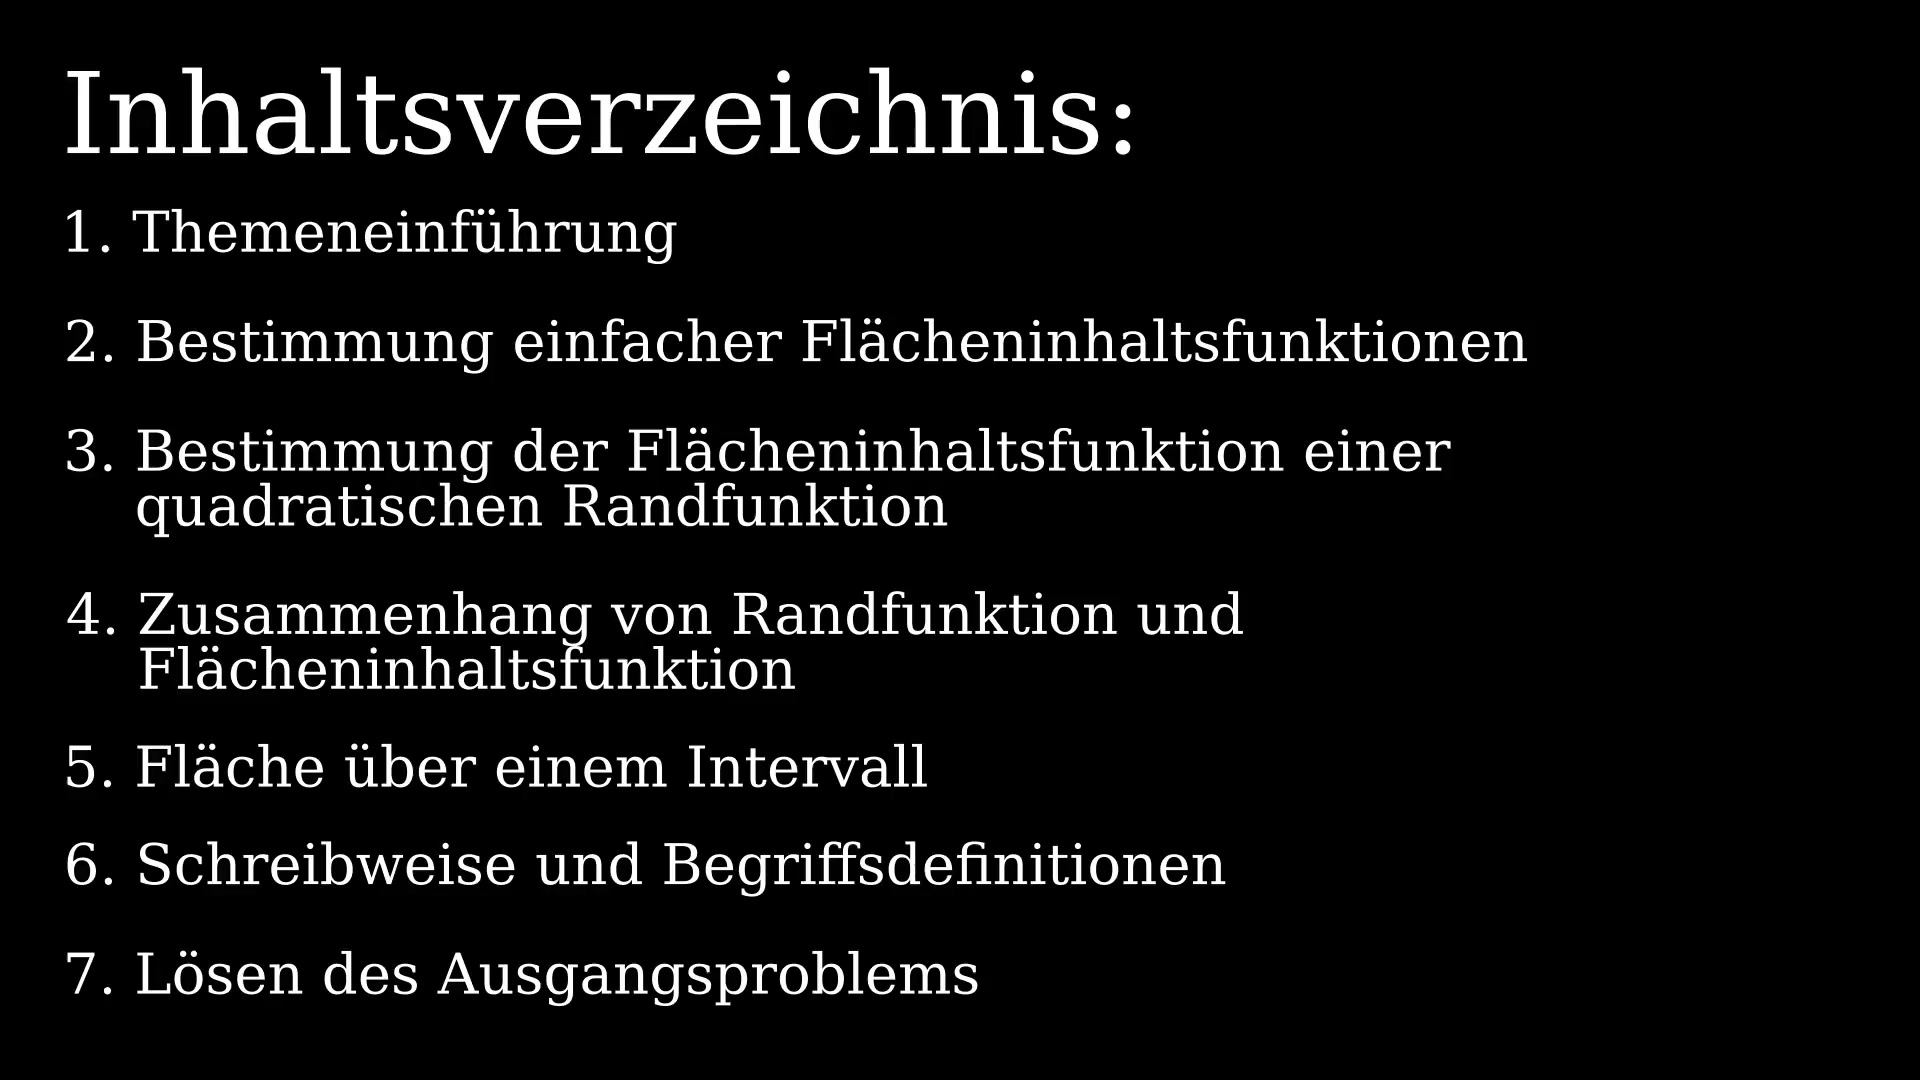 Inhaltsverzeichnis:
1. Themeneinführung
2. Bestimmung einfacher Flächeninhaltsfunktionen
3. Bestimmung der Flächeninhaltsfunktion einer
quadratischen Randfunktion
4. Zusammenhang von Randfunktion und
Flächeninhaltsfunktion
5. Fläche über einem Intervall
6. Schreibweise und Begriffsdefinitionen
7. Lösen des Ausgangsproblems